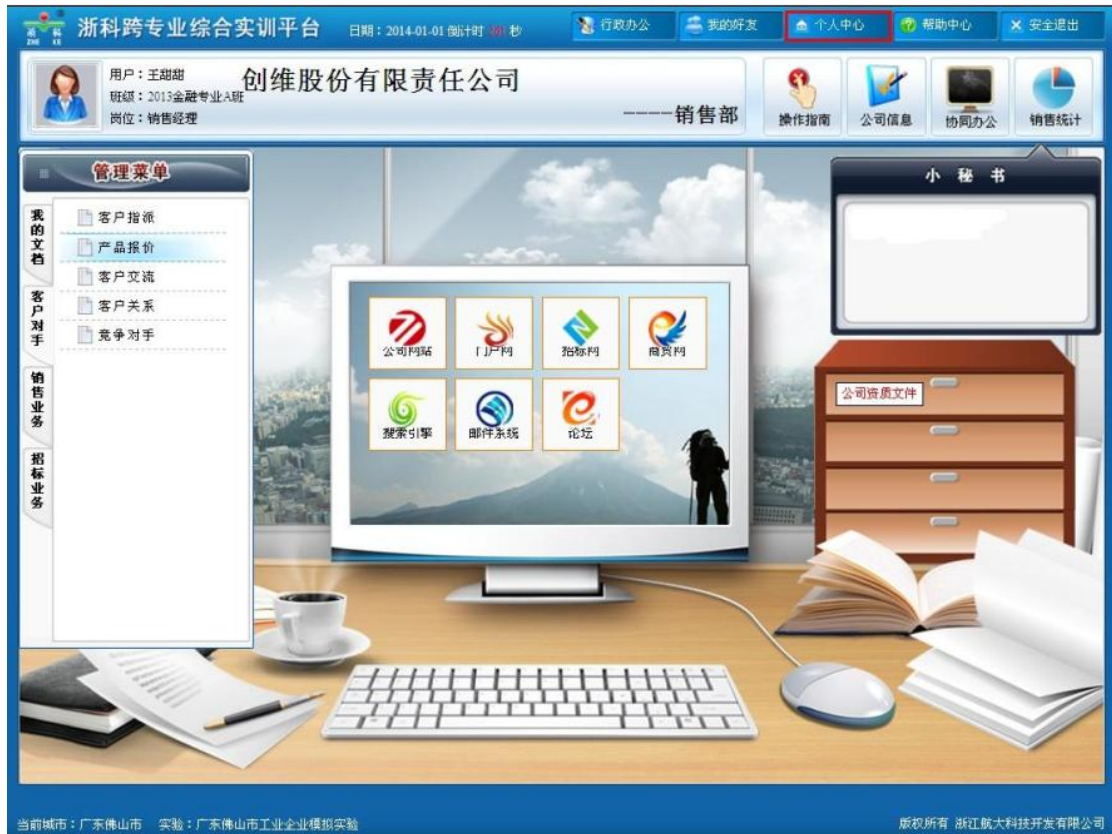 浙科
ZHE KE
浙科跨专业综合实训平台
日期：2014-01-01 倒计时 秒
行政办公
我的好友
个人中心
帮助中心
安全退出
用户：王甜甜
班级：2013金融专业A班
岗位：销售经理
创维股份有限责任公司
----销售部
操作指南
公司信息
协同办公
销售统计
管理菜单
我的文档
客户对手
销售业务
招标业务
客户指派
产品报价
客户交流
客户关系
竞争对手
公司网站
门户网
招标网
商贸网
搜索引擎
邮件系统
论坛
小秘书
公司资质文件
当前城市：广东佛山市 实验：广东佛山市工业企业模拟实验
版权所有 浙江航大科技开发有限公司